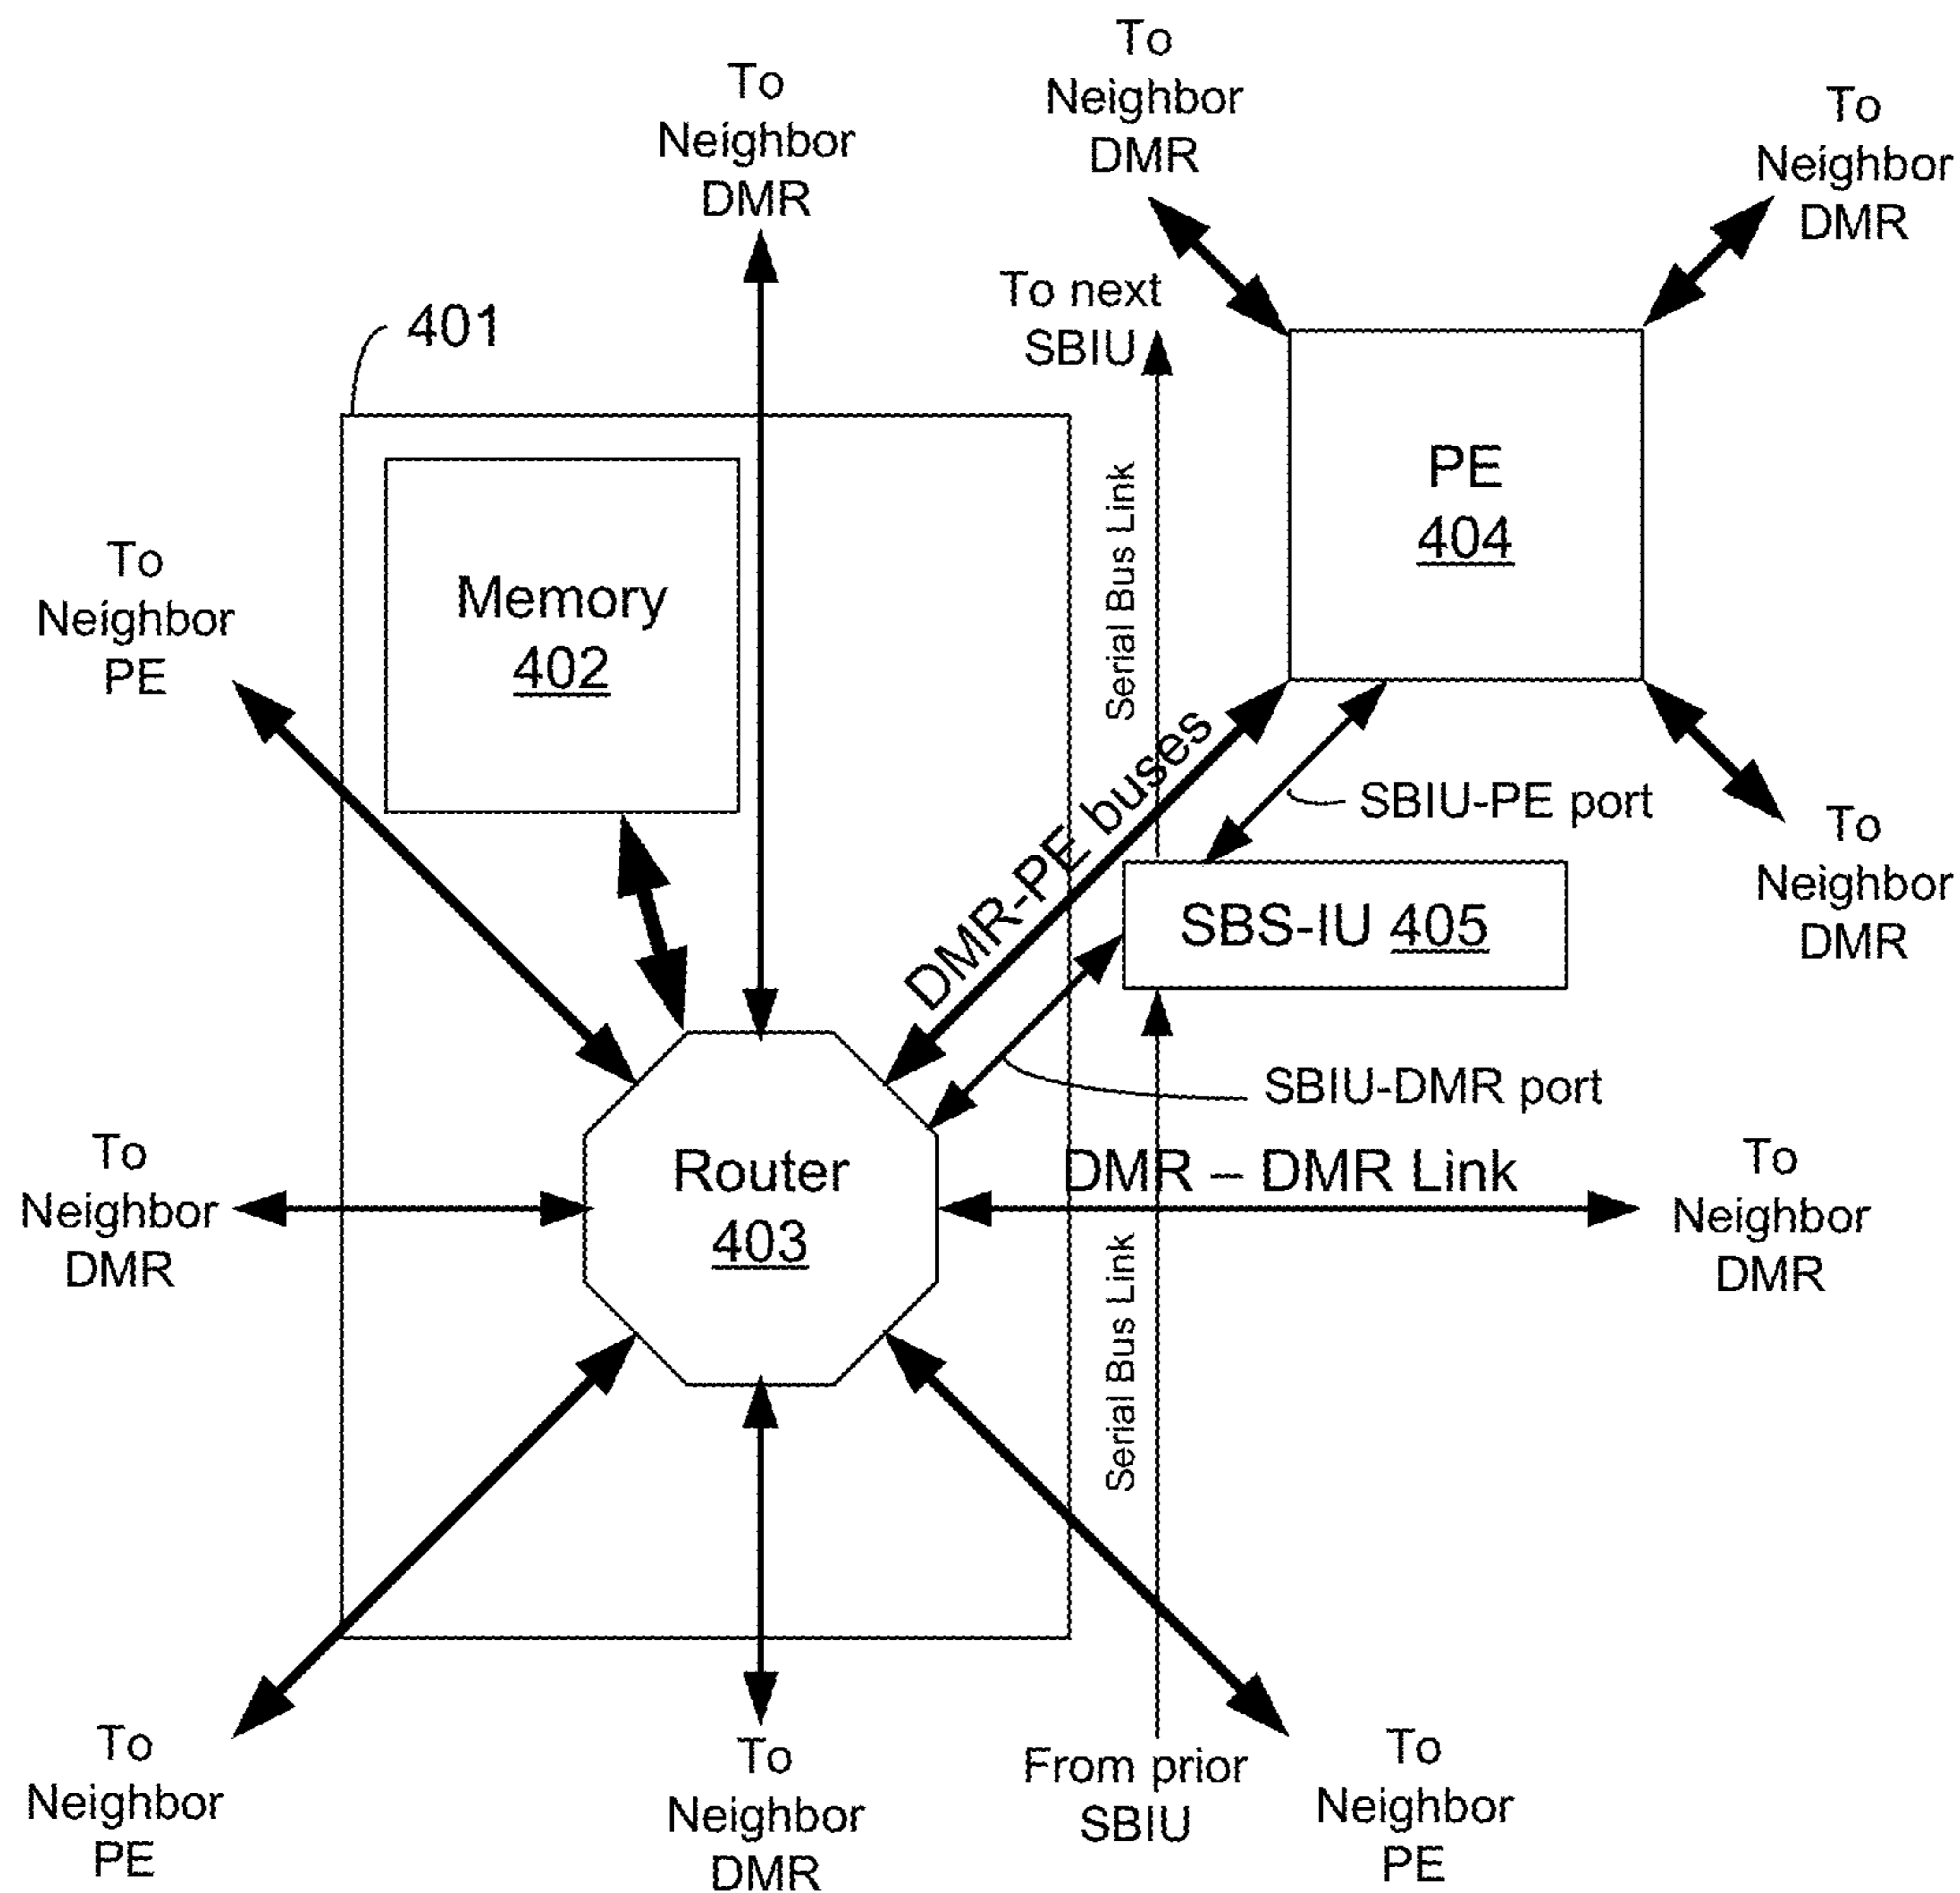 To
Neighbor
DMR
To
Neighbor
DMR
To
Neighbor
DMR
To next
SBIU
401
PE
404
Serial Bus Link
Memory
402
To
Neighbor
PE
DMR-PE buses
SBIU-PE port
To
Neighbor
DMR
SBS-IU 405
SBIU-DMR port
To
Neighbor
DMR
Router
403
DMR – DMR Link
To
Neighbor
DMR
Serial Bus Link
To
Neighbor
PE
To
Neighbor
DMR
From prior
SBIU
To
Neighbor
PE